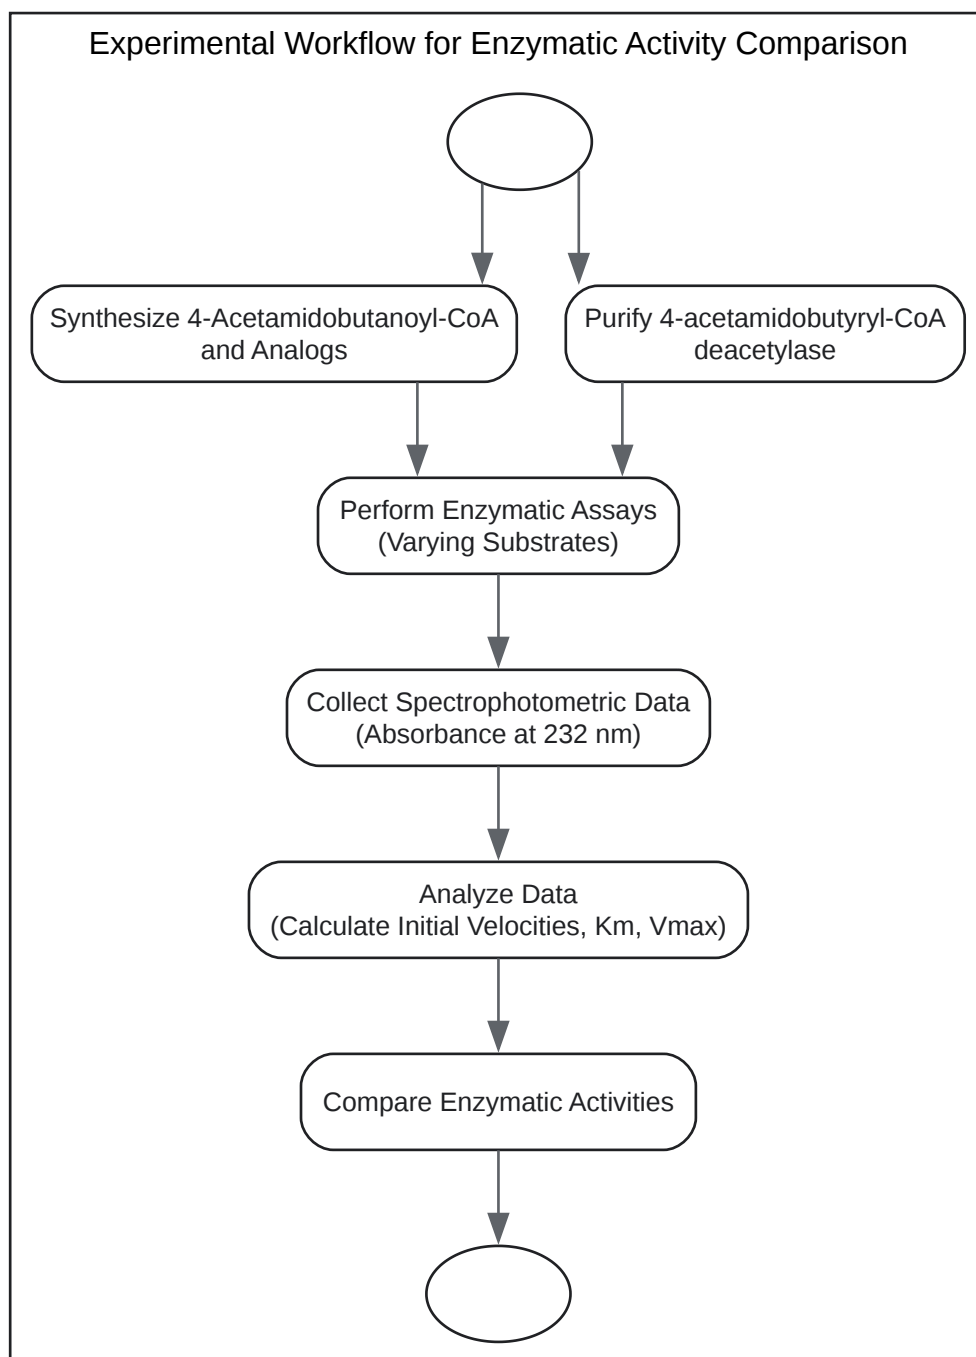 Experimental Workflow for Enzymatic Activity Comparison
Synthesize 4-Acetamidobutanoyl-CoA
and Analogs
Purify 4-acetamidobutyryl-CoA
deacetylase
Perform Enzymatic Assays
(Varying Substrates)
Collect Spectrophotometric Data
(Absorbance at 232 nm)
Analyze Data
(Calculate Initial Velocities, Km, Vmax)
Compare Enzymatic Activities